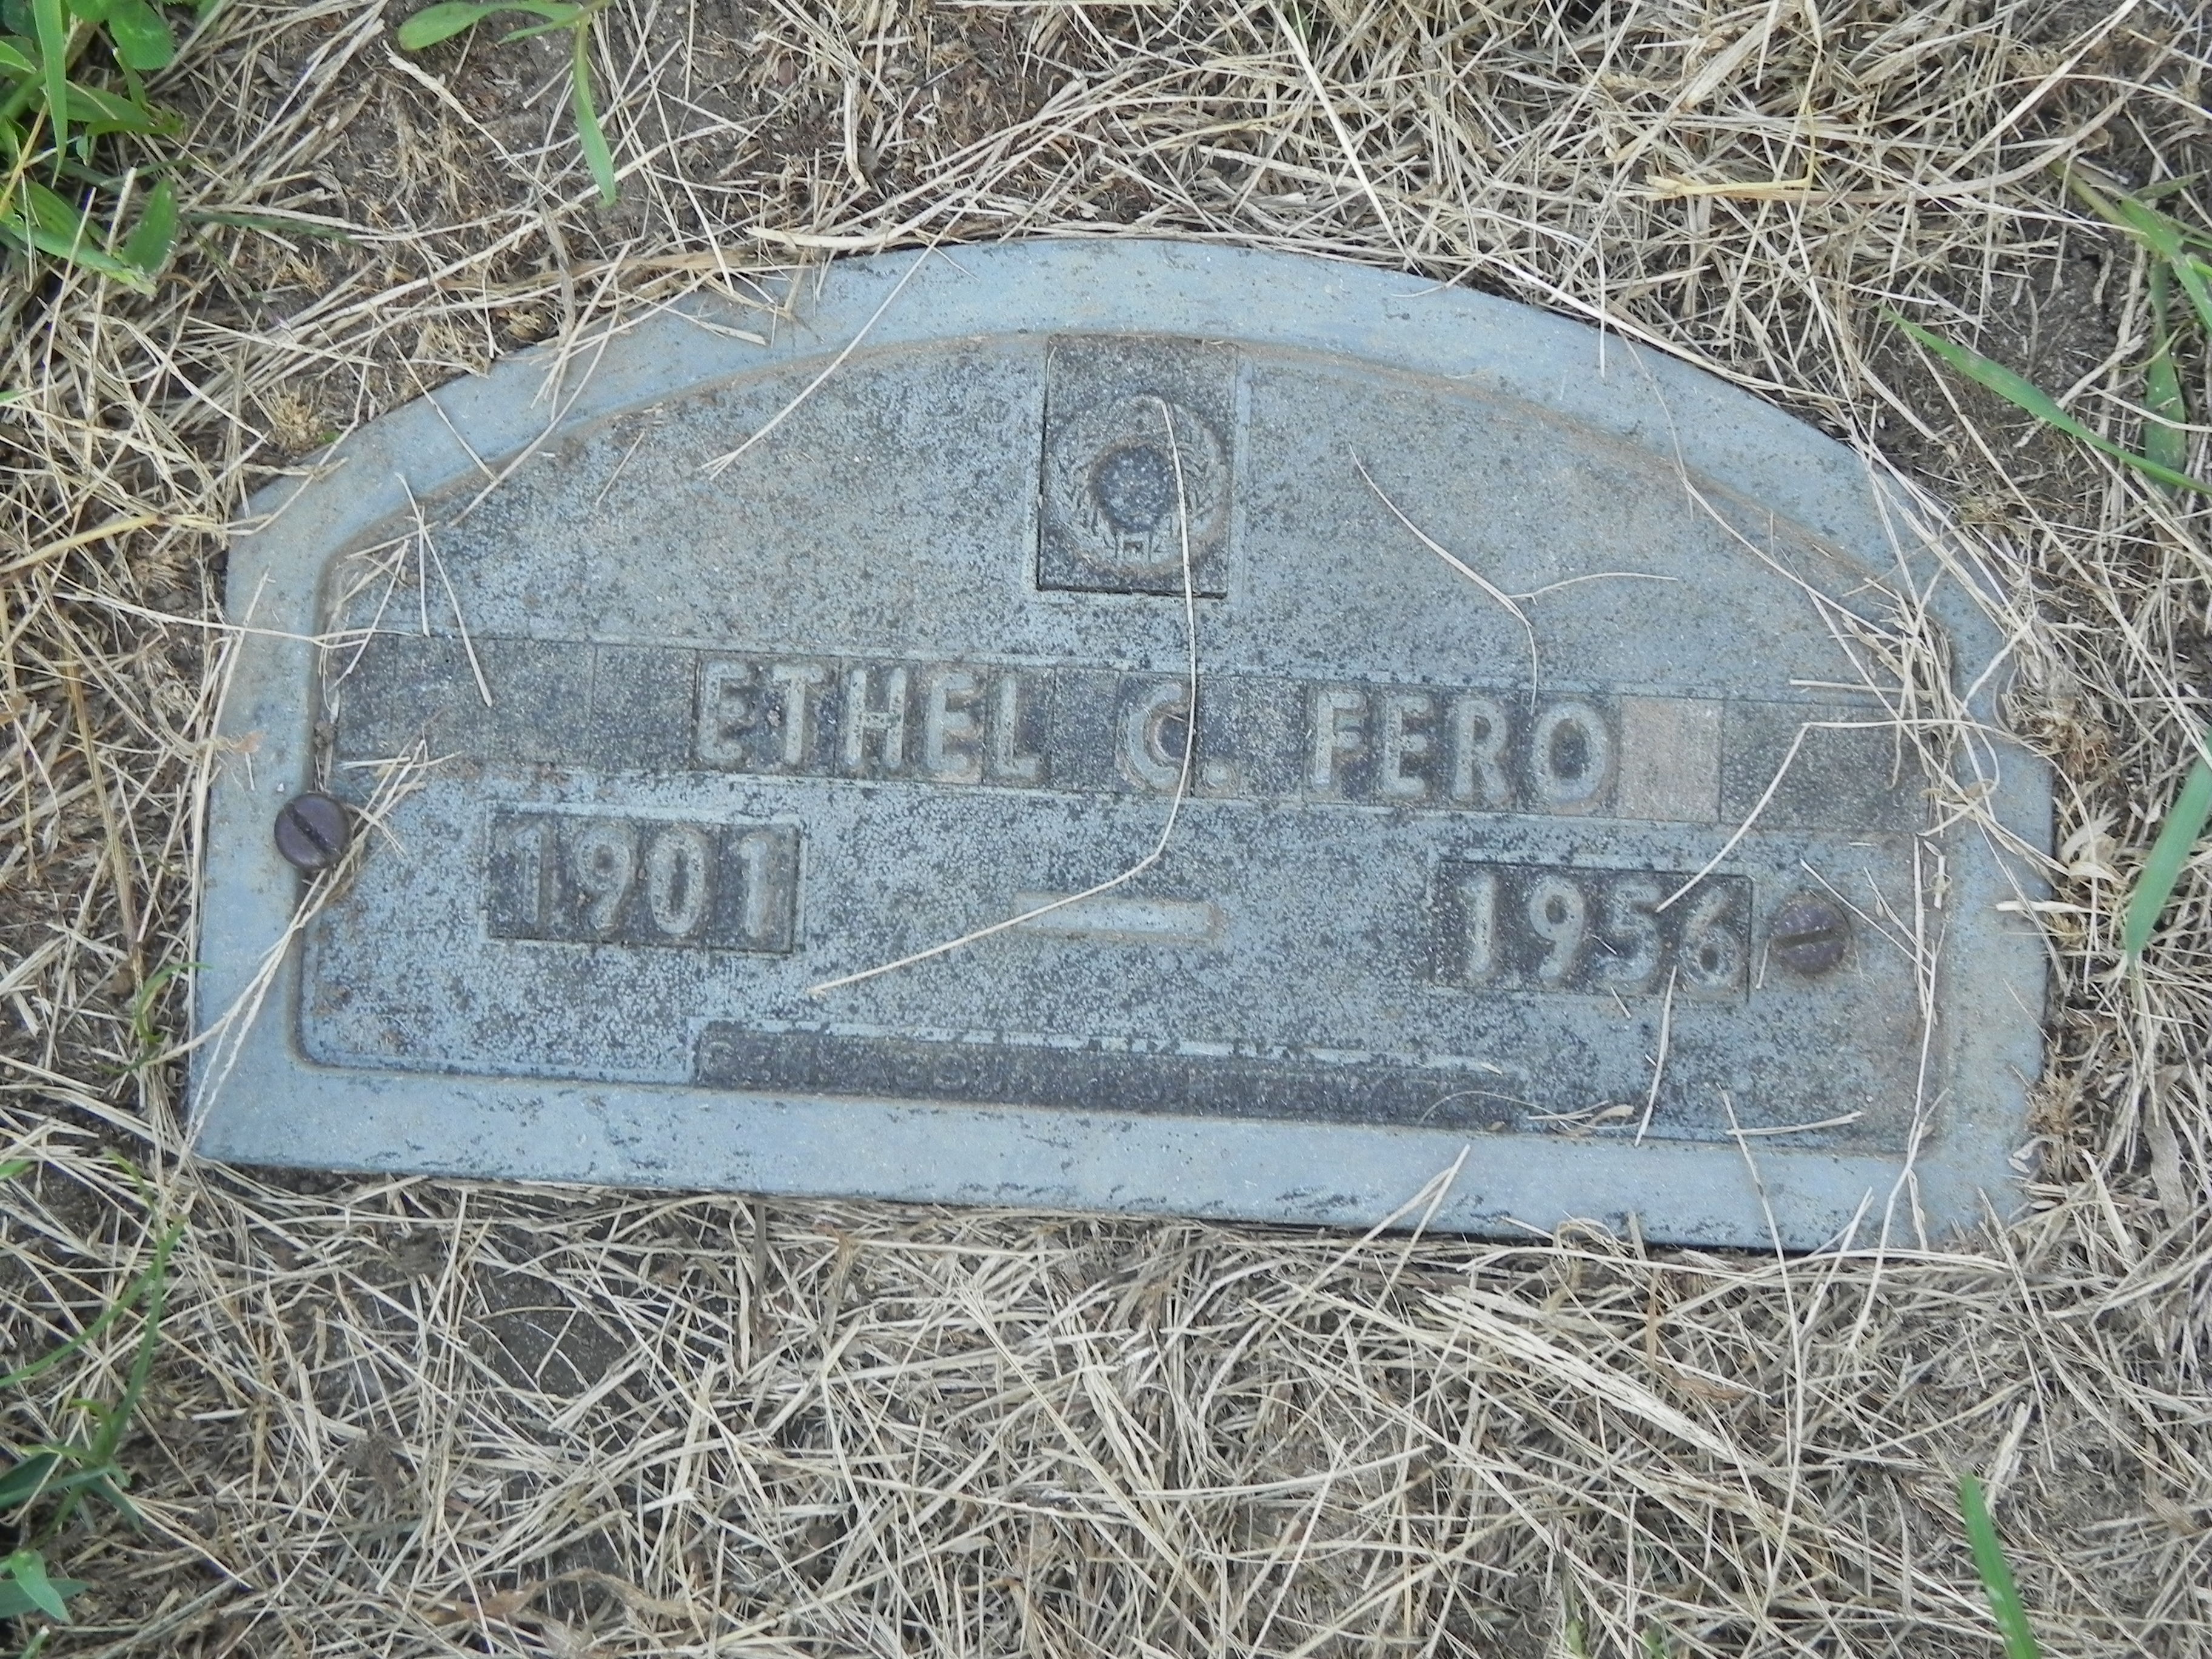 ETHEL C. FERO
1901 — 1956